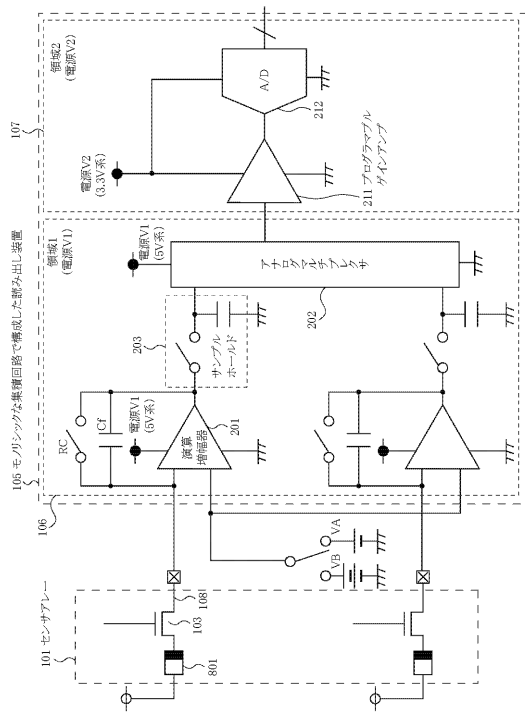 105 モノリシックな集積回路で構成した読み出し装置
107
106
領域1
(電源V1)
領域2
(電源V2)
RC
Cf
電源V1
(5V系)
演算
増幅器
201
203
サンプル
ホールド
電源V1
(5V系)
アナログマルチプレクサ
202
電源V2
(3.3V系)
211 プログラマブル
ゲインアンプ
A/D
212
VA
VB
101 センサアレー
108
103
801